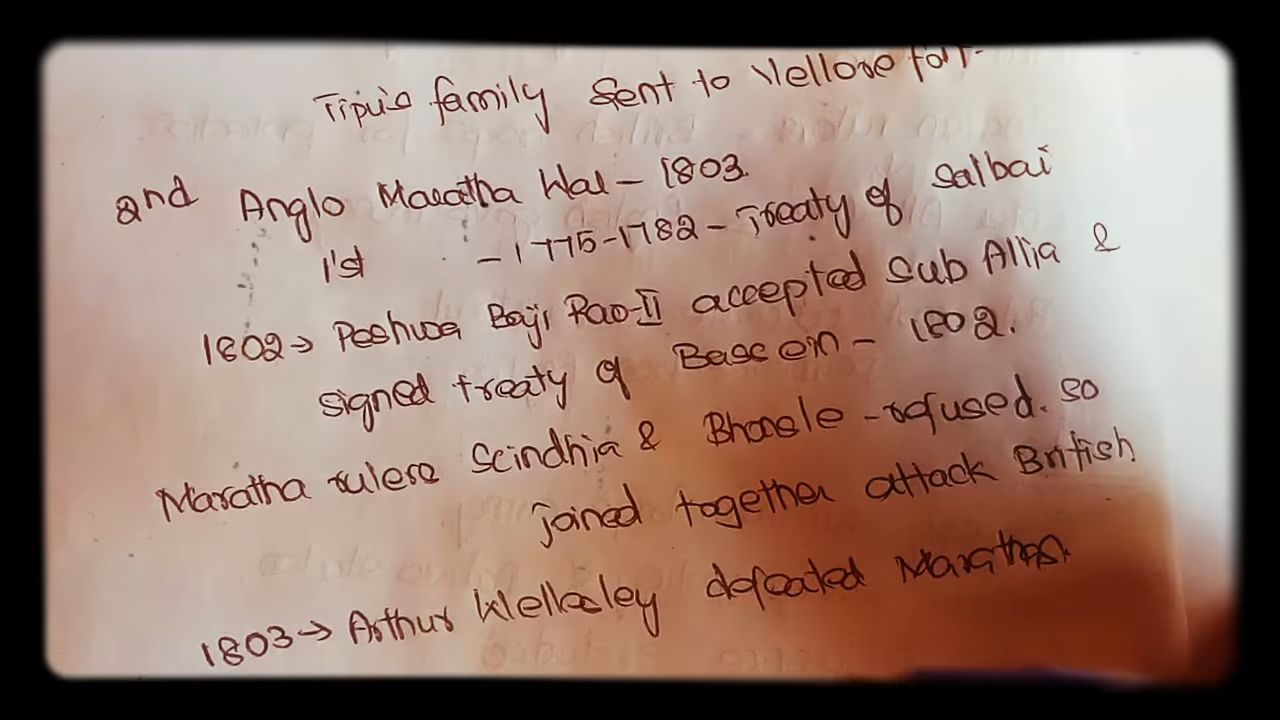 Tipu's family sent to Vellore fort.
2nd Anglo Maratha War - 1803.
1'st - 1775-1782 - Treaty of Salbai
1802 → Peshwa Baji Rao-II accepted Sub Allia &
signed treaty of Bassein - 1802.
Maratha rulers Scindhia & Bhonsle - refused. so
joined together attack British
1803 → Arthur Wellesley defeated Marathas.